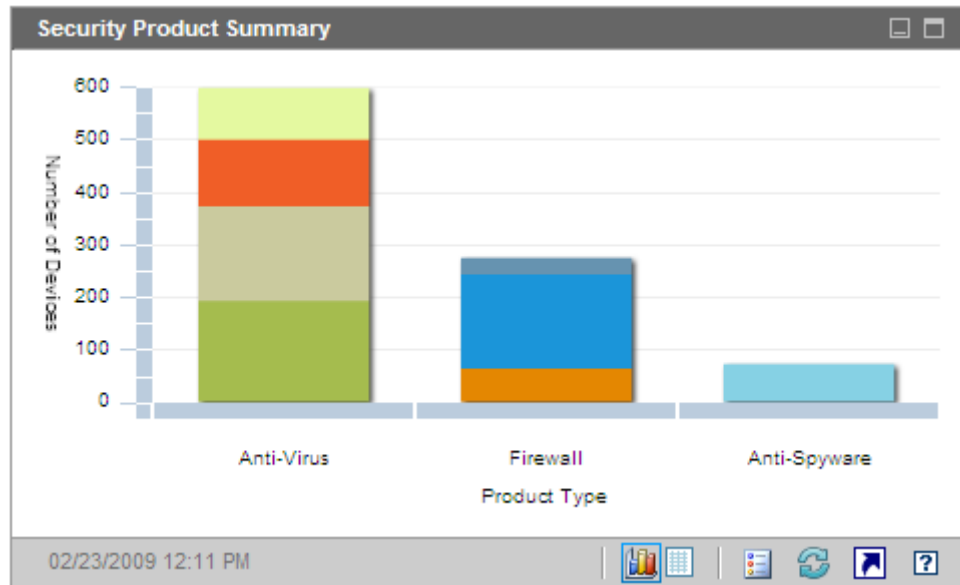 Security Product Summary
600
500
400
300
200
100
0
Number of Devices
Anti-Virus
Firewall
Anti-Spyware
Product Type
02/23/2009 12:11 PM
?